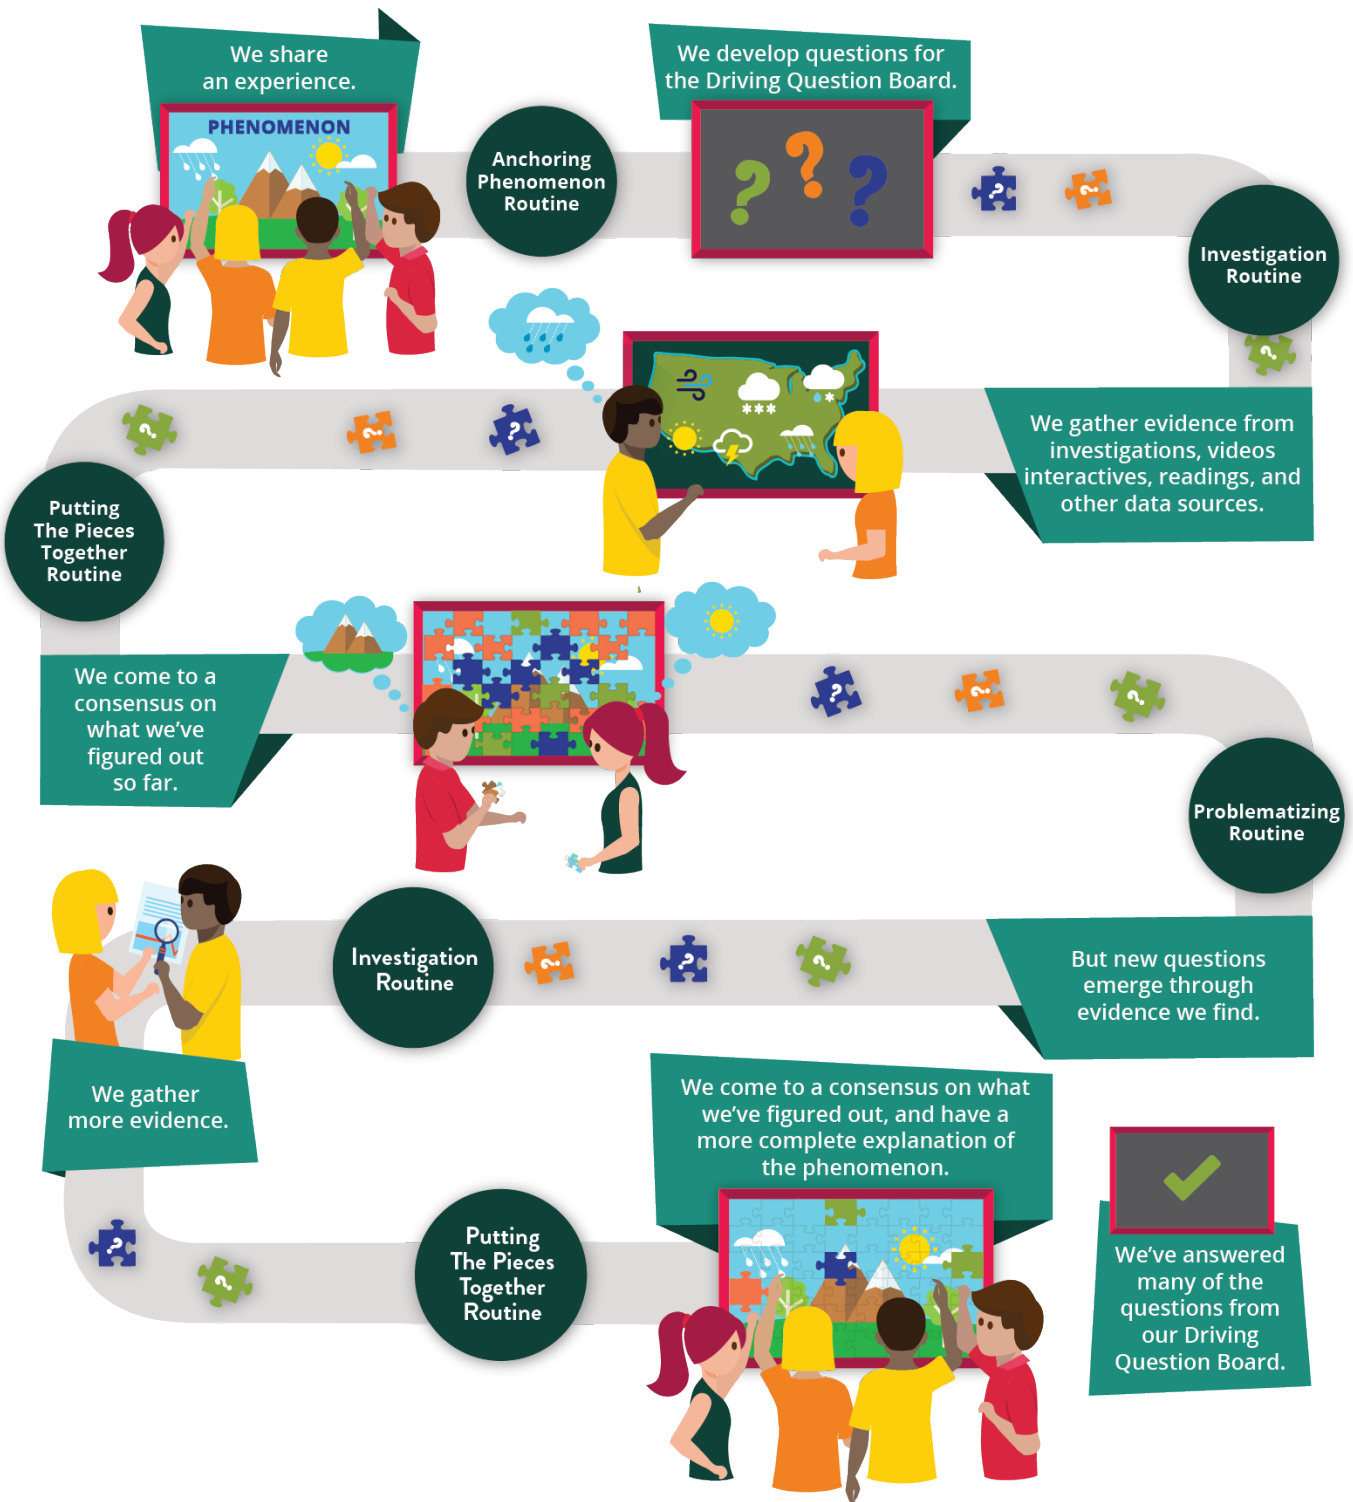 We share
an experience.
PHENOMENON
Anchoring
Phenomenon
Routine
We develop questions for
the Driving Question Board.
? ? ?
Investigation
Routine
We gather evidence from
investigations, videos
interactives, readings, and
other data sources.
Putting
The Pieces
Together
Routine
We come to a
consensus on
what we’ve
figured out
so far.
Problematizing
Routine
But new questions
emerge through
evidence we find.
Investigation
Routine
We gather
more evidence.
Putting
The Pieces
Together
Routine
We come to a consensus on what
we’ve figured out, and have a
more complete explanation of
the phenomenon.
We’ve answered
many of the
questions from
our Driving
Question Board.